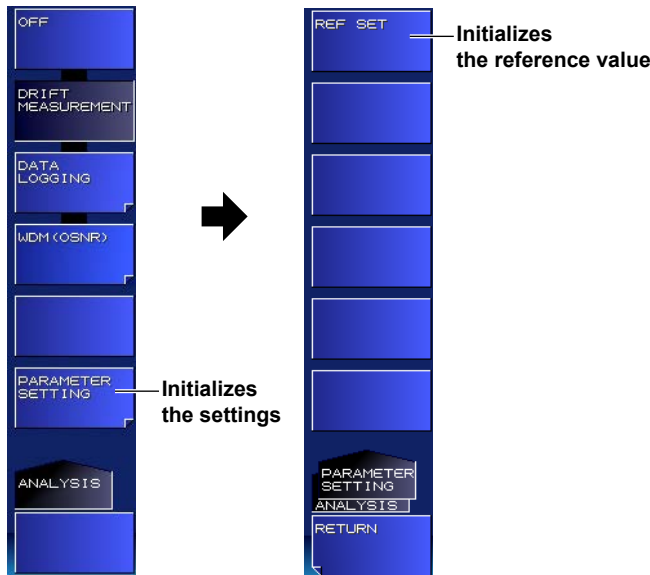 OFF
DRIFT
MEASUREMENT
DATA
LOGGING
WDM(OSNR)
PARAMETER
SETTING
Initializes
the settings
ANALYSIS
REF SET
Initializes
the reference value
PARAMETER
SETTING
ANALYSIS
RETURN